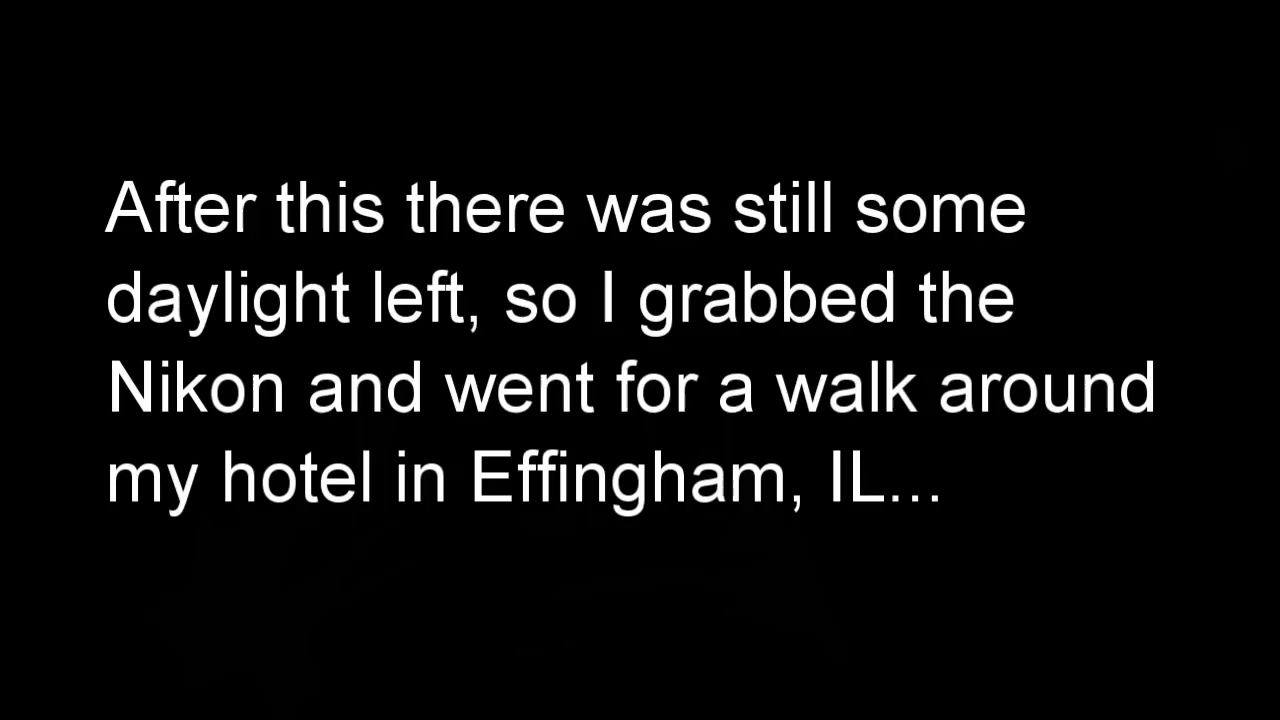 After this there was still some
daylight left, so I grabbed the
Nikon and went for a walk around
my hotel in Effingham, IL...